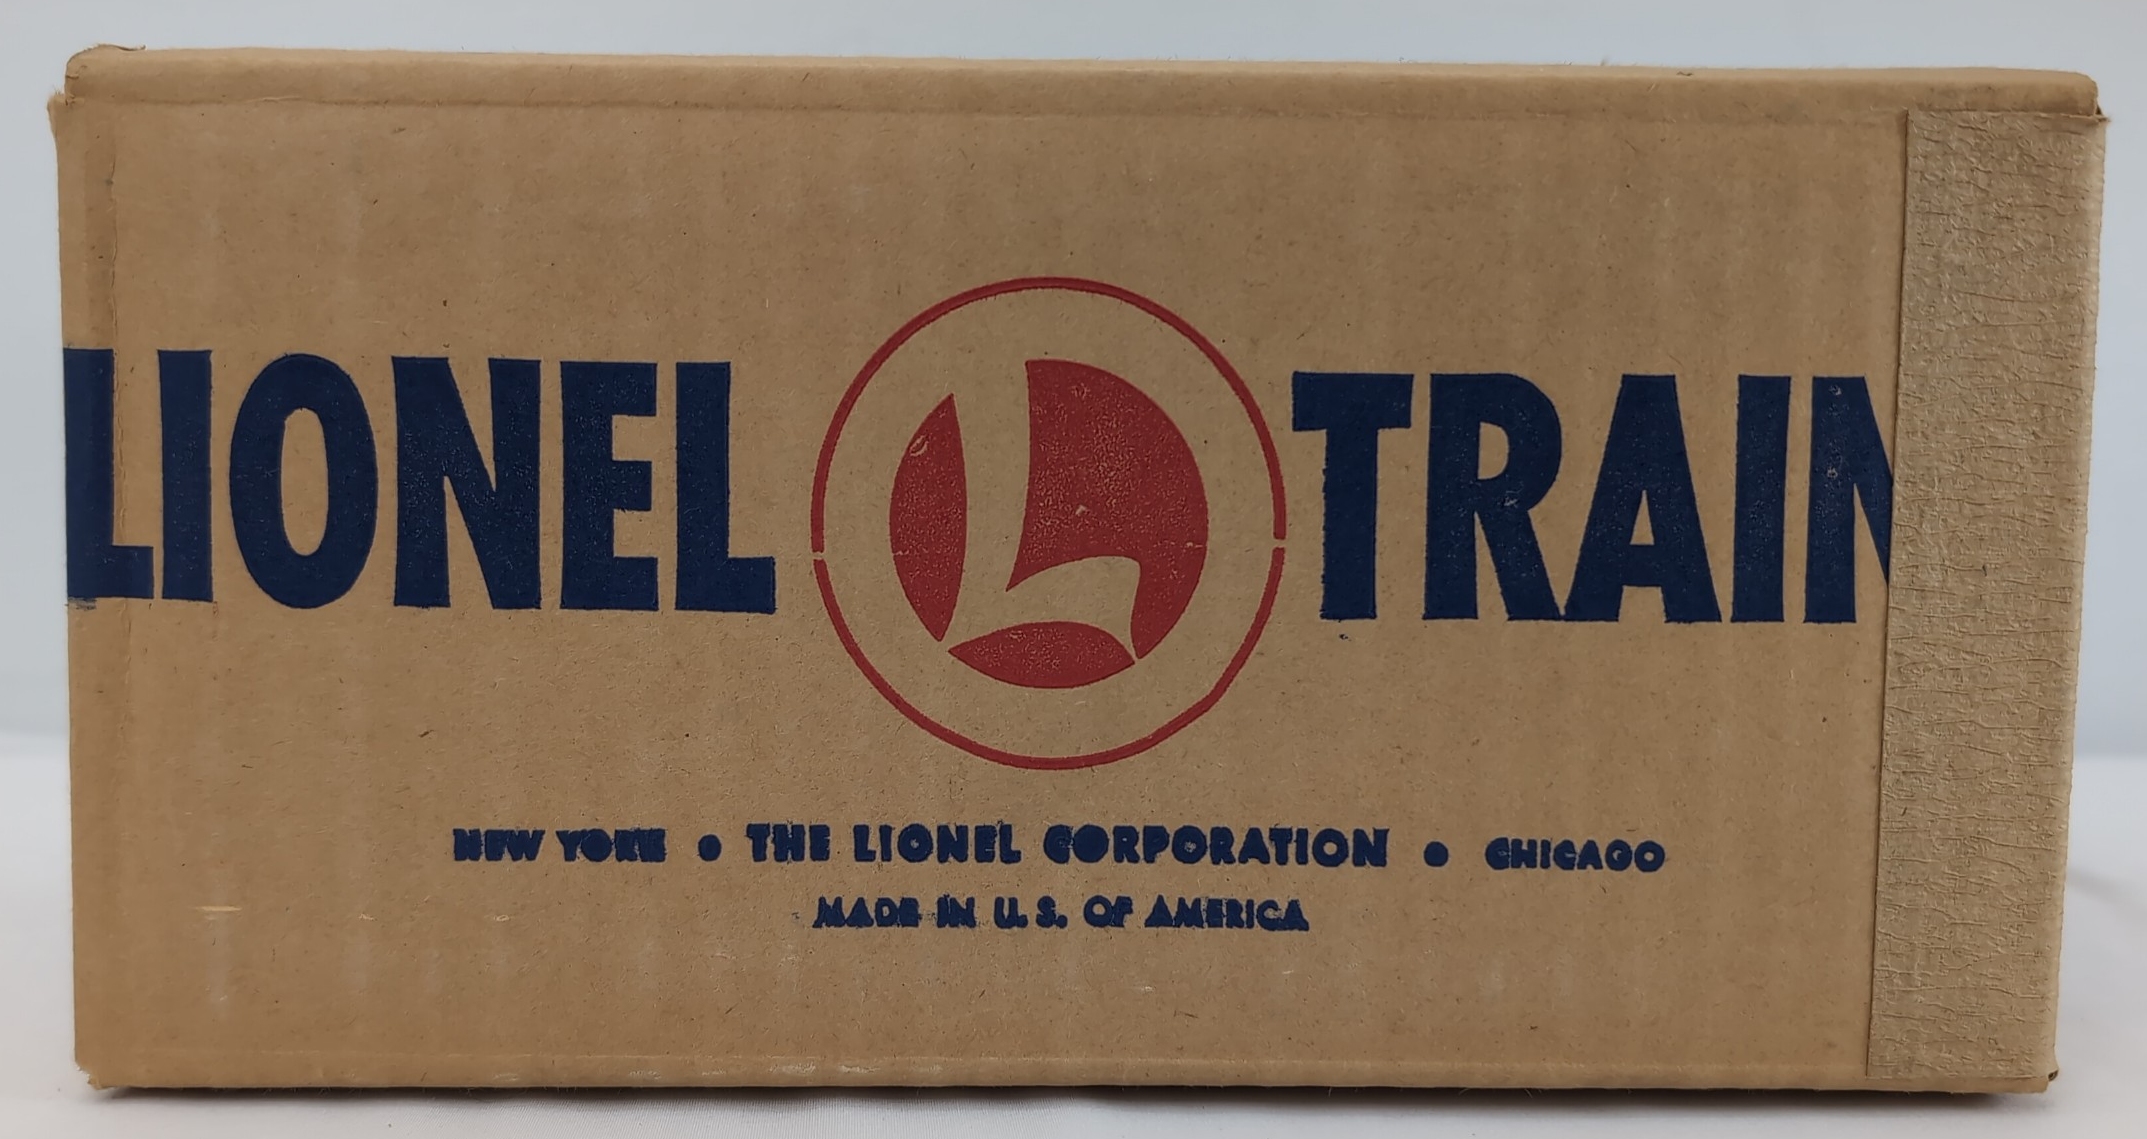 LIONEL L TRAIN
NEW YORK • THE LIONEL CORPORATION • CHICAGO
MADE IN U.S. OF AMERICA